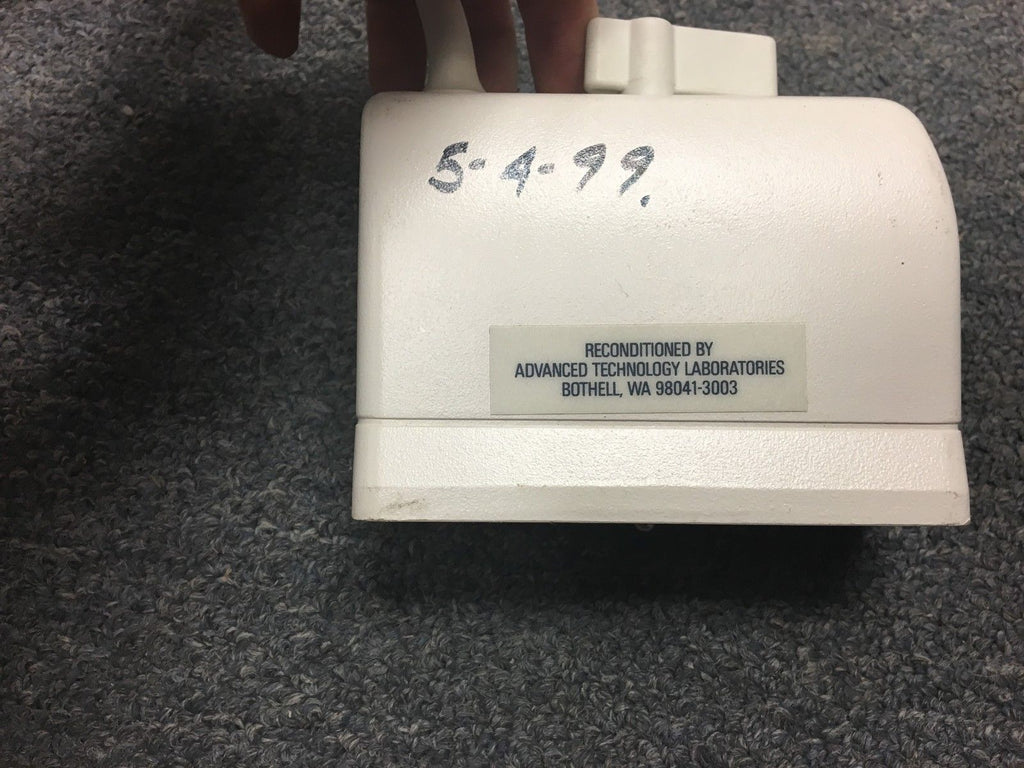 5-4-99.
RECONDITIONED BY
ADVANCED TECHNOLOGY LABORATORIES
BOTHELL, WA 98041-3003